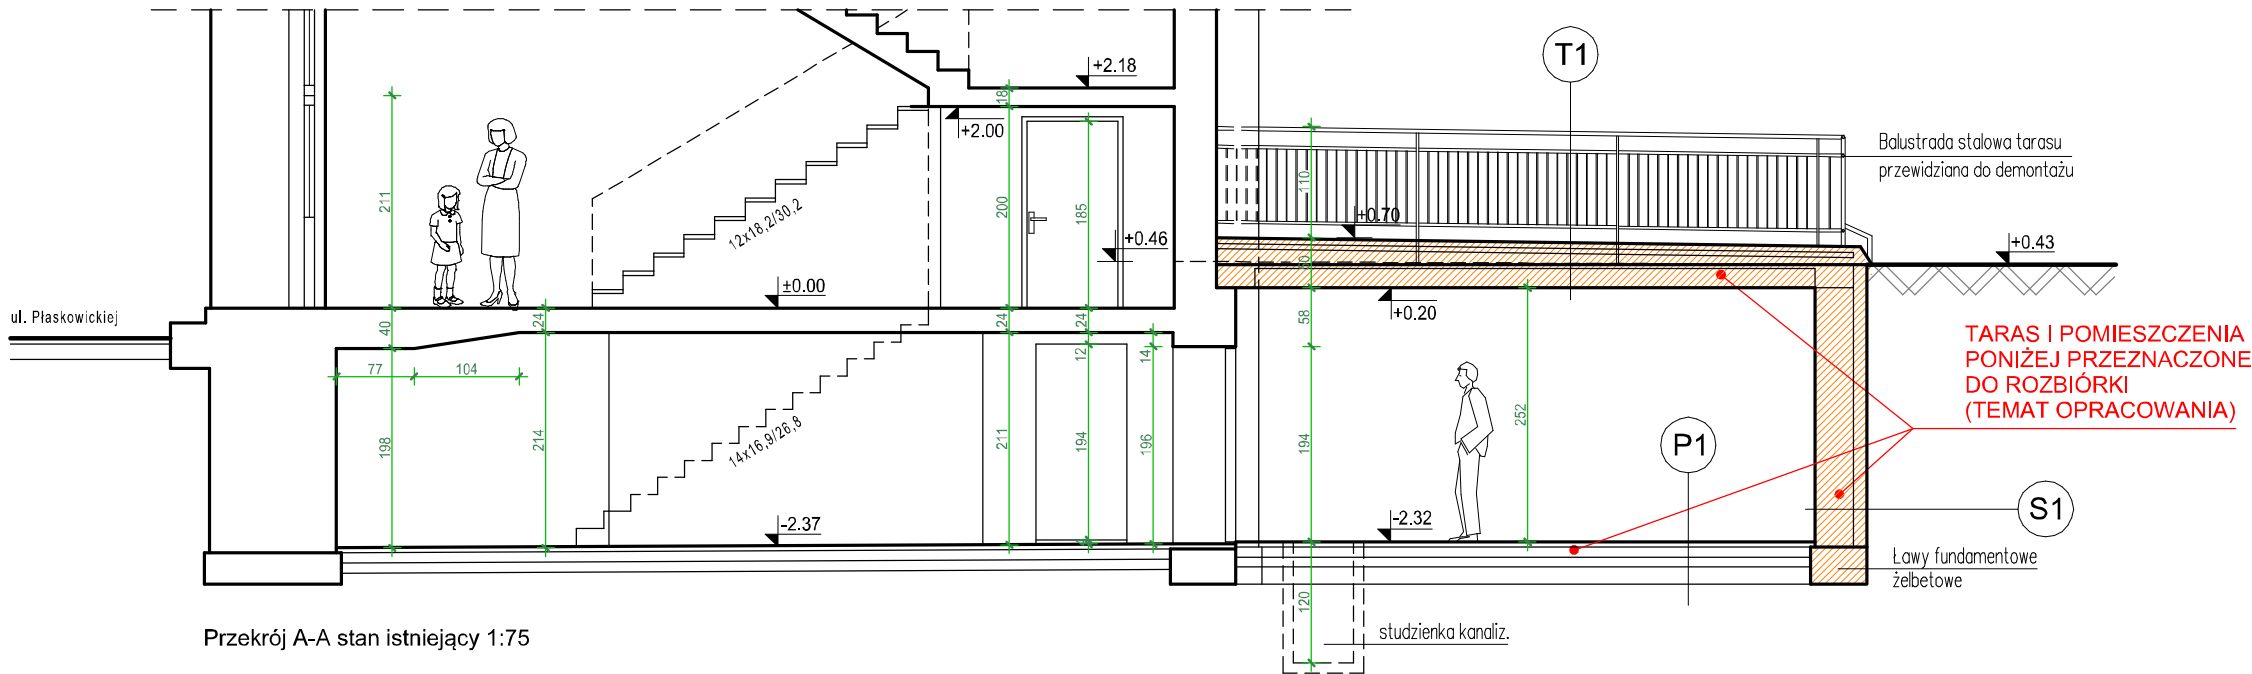 T1
+2.18
18
+2.00
Balustrada stalowa tarasu
przewidziana do demontażu
211
200
185
110
12x18,2/30,2
+0.70
+0.46
+0.43
±0.00
+0.20
ul. Płaskowickiej
40
24
24
24
58
TARAS I POMIESZCZENIA
PONIŻEJ PRZEZNACZONE
DO ROZBIÓRKI
(TEMAT OPRACOWANIA)
77
104
12
14
252
P1
198
214
14x16,9/26,8
211
194
196
194
-2.37
-2.32
S1
Ławy fundamentowe
żelbetowe
120
studzienka kanaliz.
Przekrój A-A stan istniejący 1:75